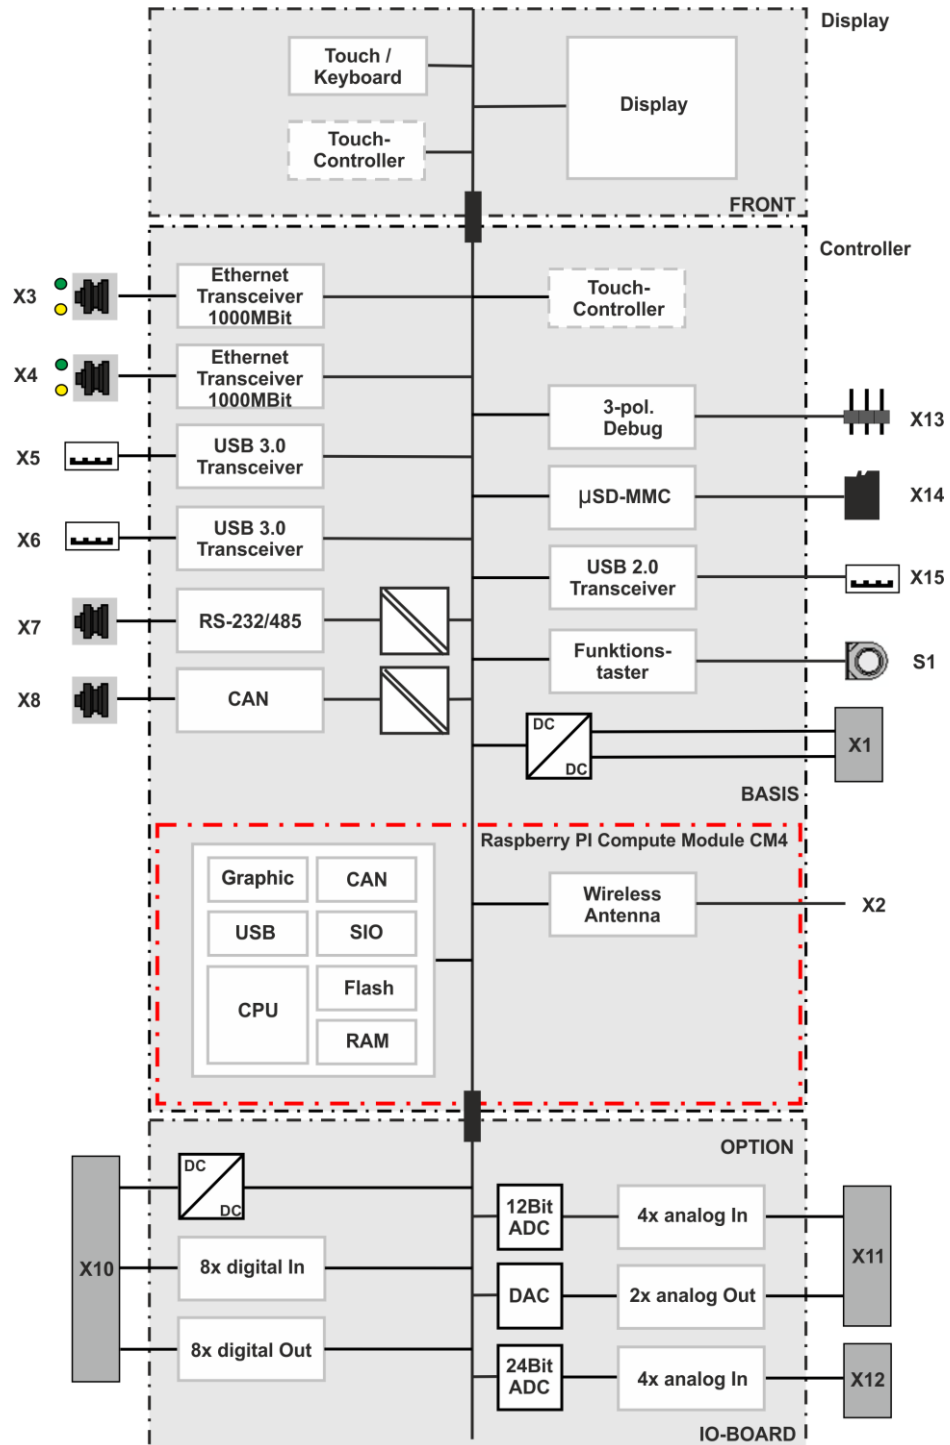 Display
Touch /
Keyboard
Display
Touch-
Controller
FRONT
Controller
X3
Ethernet
Transceiver
1000MBit
Touch-
Controller
X4
Ethernet
Transceiver
1000MBit
3-pol.
Debug
X13
X5
USB 3.0
Transceiver
µSD-MMC
X14
X6
USB 3.0
Transceiver
USB 2.0
Transceiver
X15
X7
RS-232/485
Funktions-
taster
S1
X8
CAN
DC
DC
X1
BASIS
Raspberry PI Compute Module CM4
Graphic
CAN
Wireless
Antenna
X2
USB
SIO
CPU
Flash
RAM
OPTION
DC
DC
12Bit
ADC
4x analog In
X10
8x digital In
X11
DAC
2x analog Out
8x digital Out
24Bit
ADC
4x analog In
X12
IO-BOARD